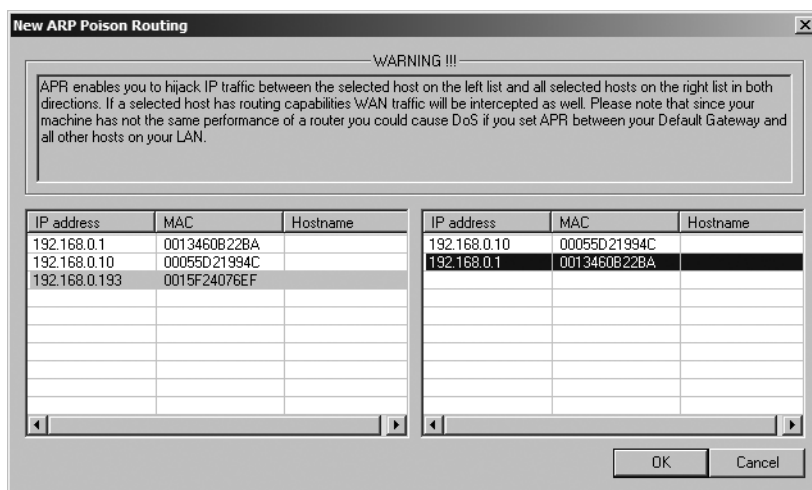 New ARP Poison Routing
WARNING !!!
APR enables you to hijack IP traffic between the selected host on the left list and all selected hosts on the right list in both
directions. If a selected host has routing capabilities WAN traffic will be intercepted as well. Please note that since your
machine has not the same performance of a router you could cause DoS if you set APR between your Default Gateway and
all other hosts on your LAN.
IP address MAC Hostname
192.168.0.1 0013460B22BA
192.168.0.10 00055D21994C
192.168.0.193 0015F24076EF
IP address MAC Hostname
192.168.0.10 00055D21994C
192.168.0.1 0013460B22BA
OK Cancel